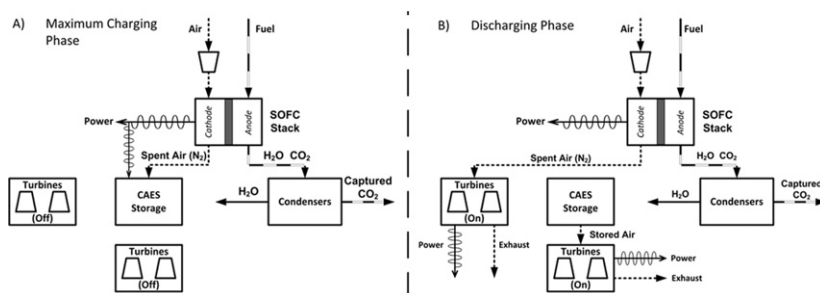 A) Maximum Charging
Phase
Air
Fuel
Cathode
Anode
SOFC
Stack
Power
Spent Air (N₂)
H₂O CO₂
Turbines
(Off)
CAES
Storage
H₂O
Condensers
Captured
CO₂
Turbines
(Off)
B) Discharging Phase
Air
Fuel
Cathode
Anode
SOFC
Stack
Power
Spent Air (N₂)
H₂O CO₂
Turbines
(On)
CAES
Storage
H₂O
Condensers
Captured
CO₂
Power
Exhaust
Stored Air
Turbines
(On)
Power
Exhaust